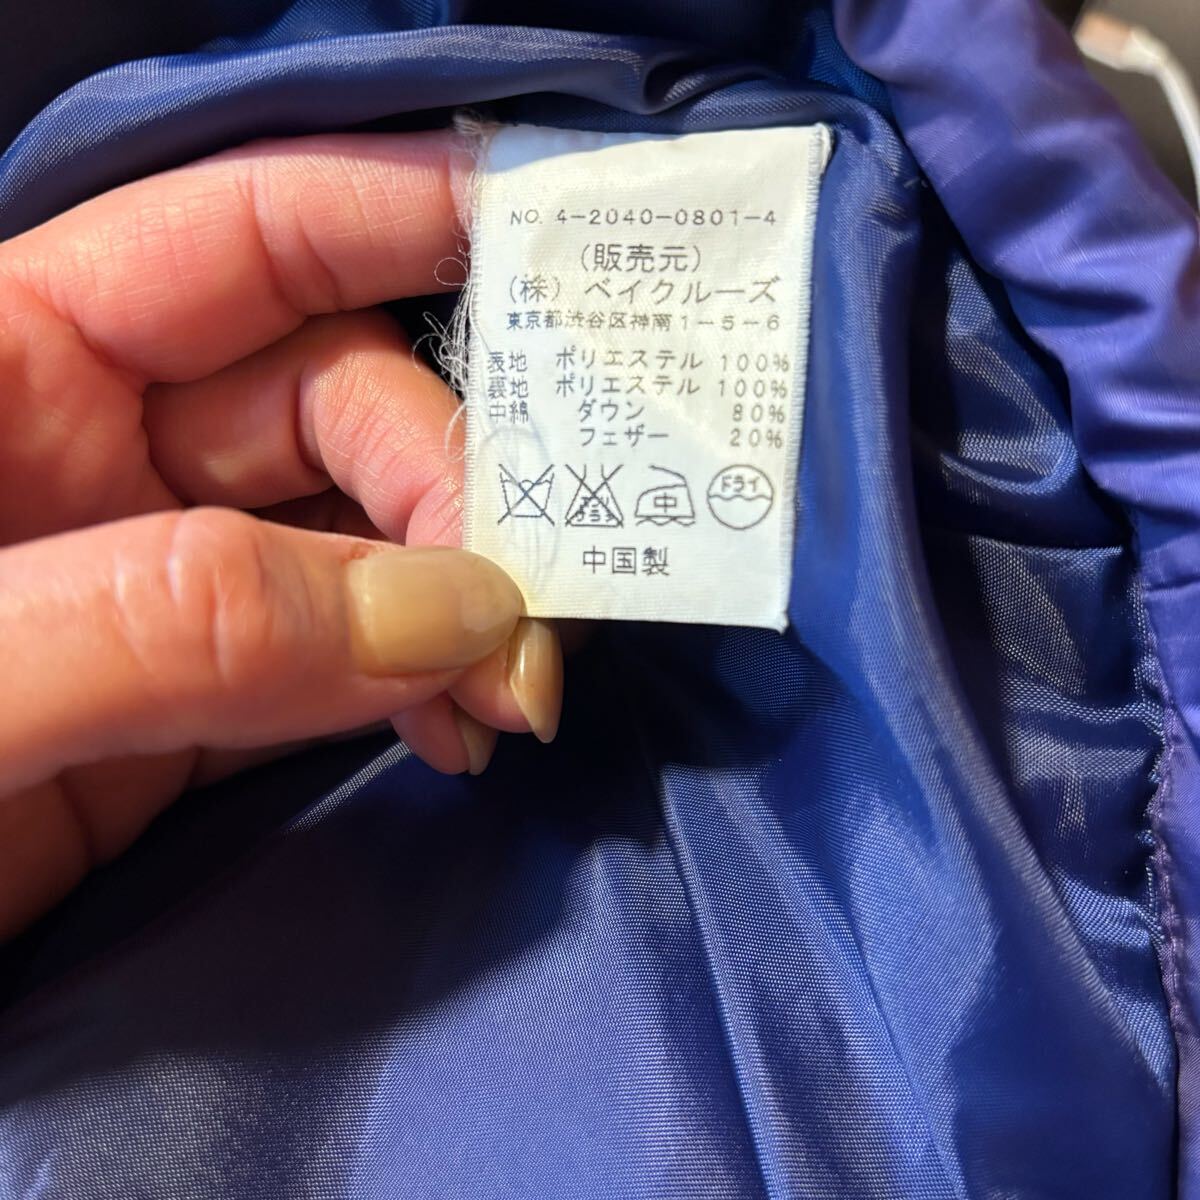 NO. 4-2040-0801-4
(販売元)
(株) ベイクルーズ
東京都渋谷区神南1-5-6
表地 ポリエステル 100%
裏地 ポリエステル 100%
中綿 ダウン 80%
フェザー 20%
中 ドライ
中国製